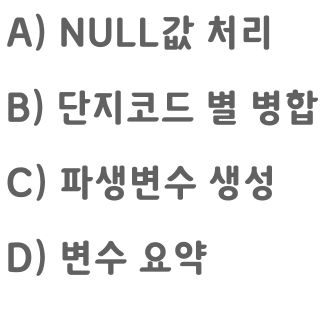 A) NULL값 처리
B) 단지코드 별 병합
C) 파생변수 생성
D) 변수 요약